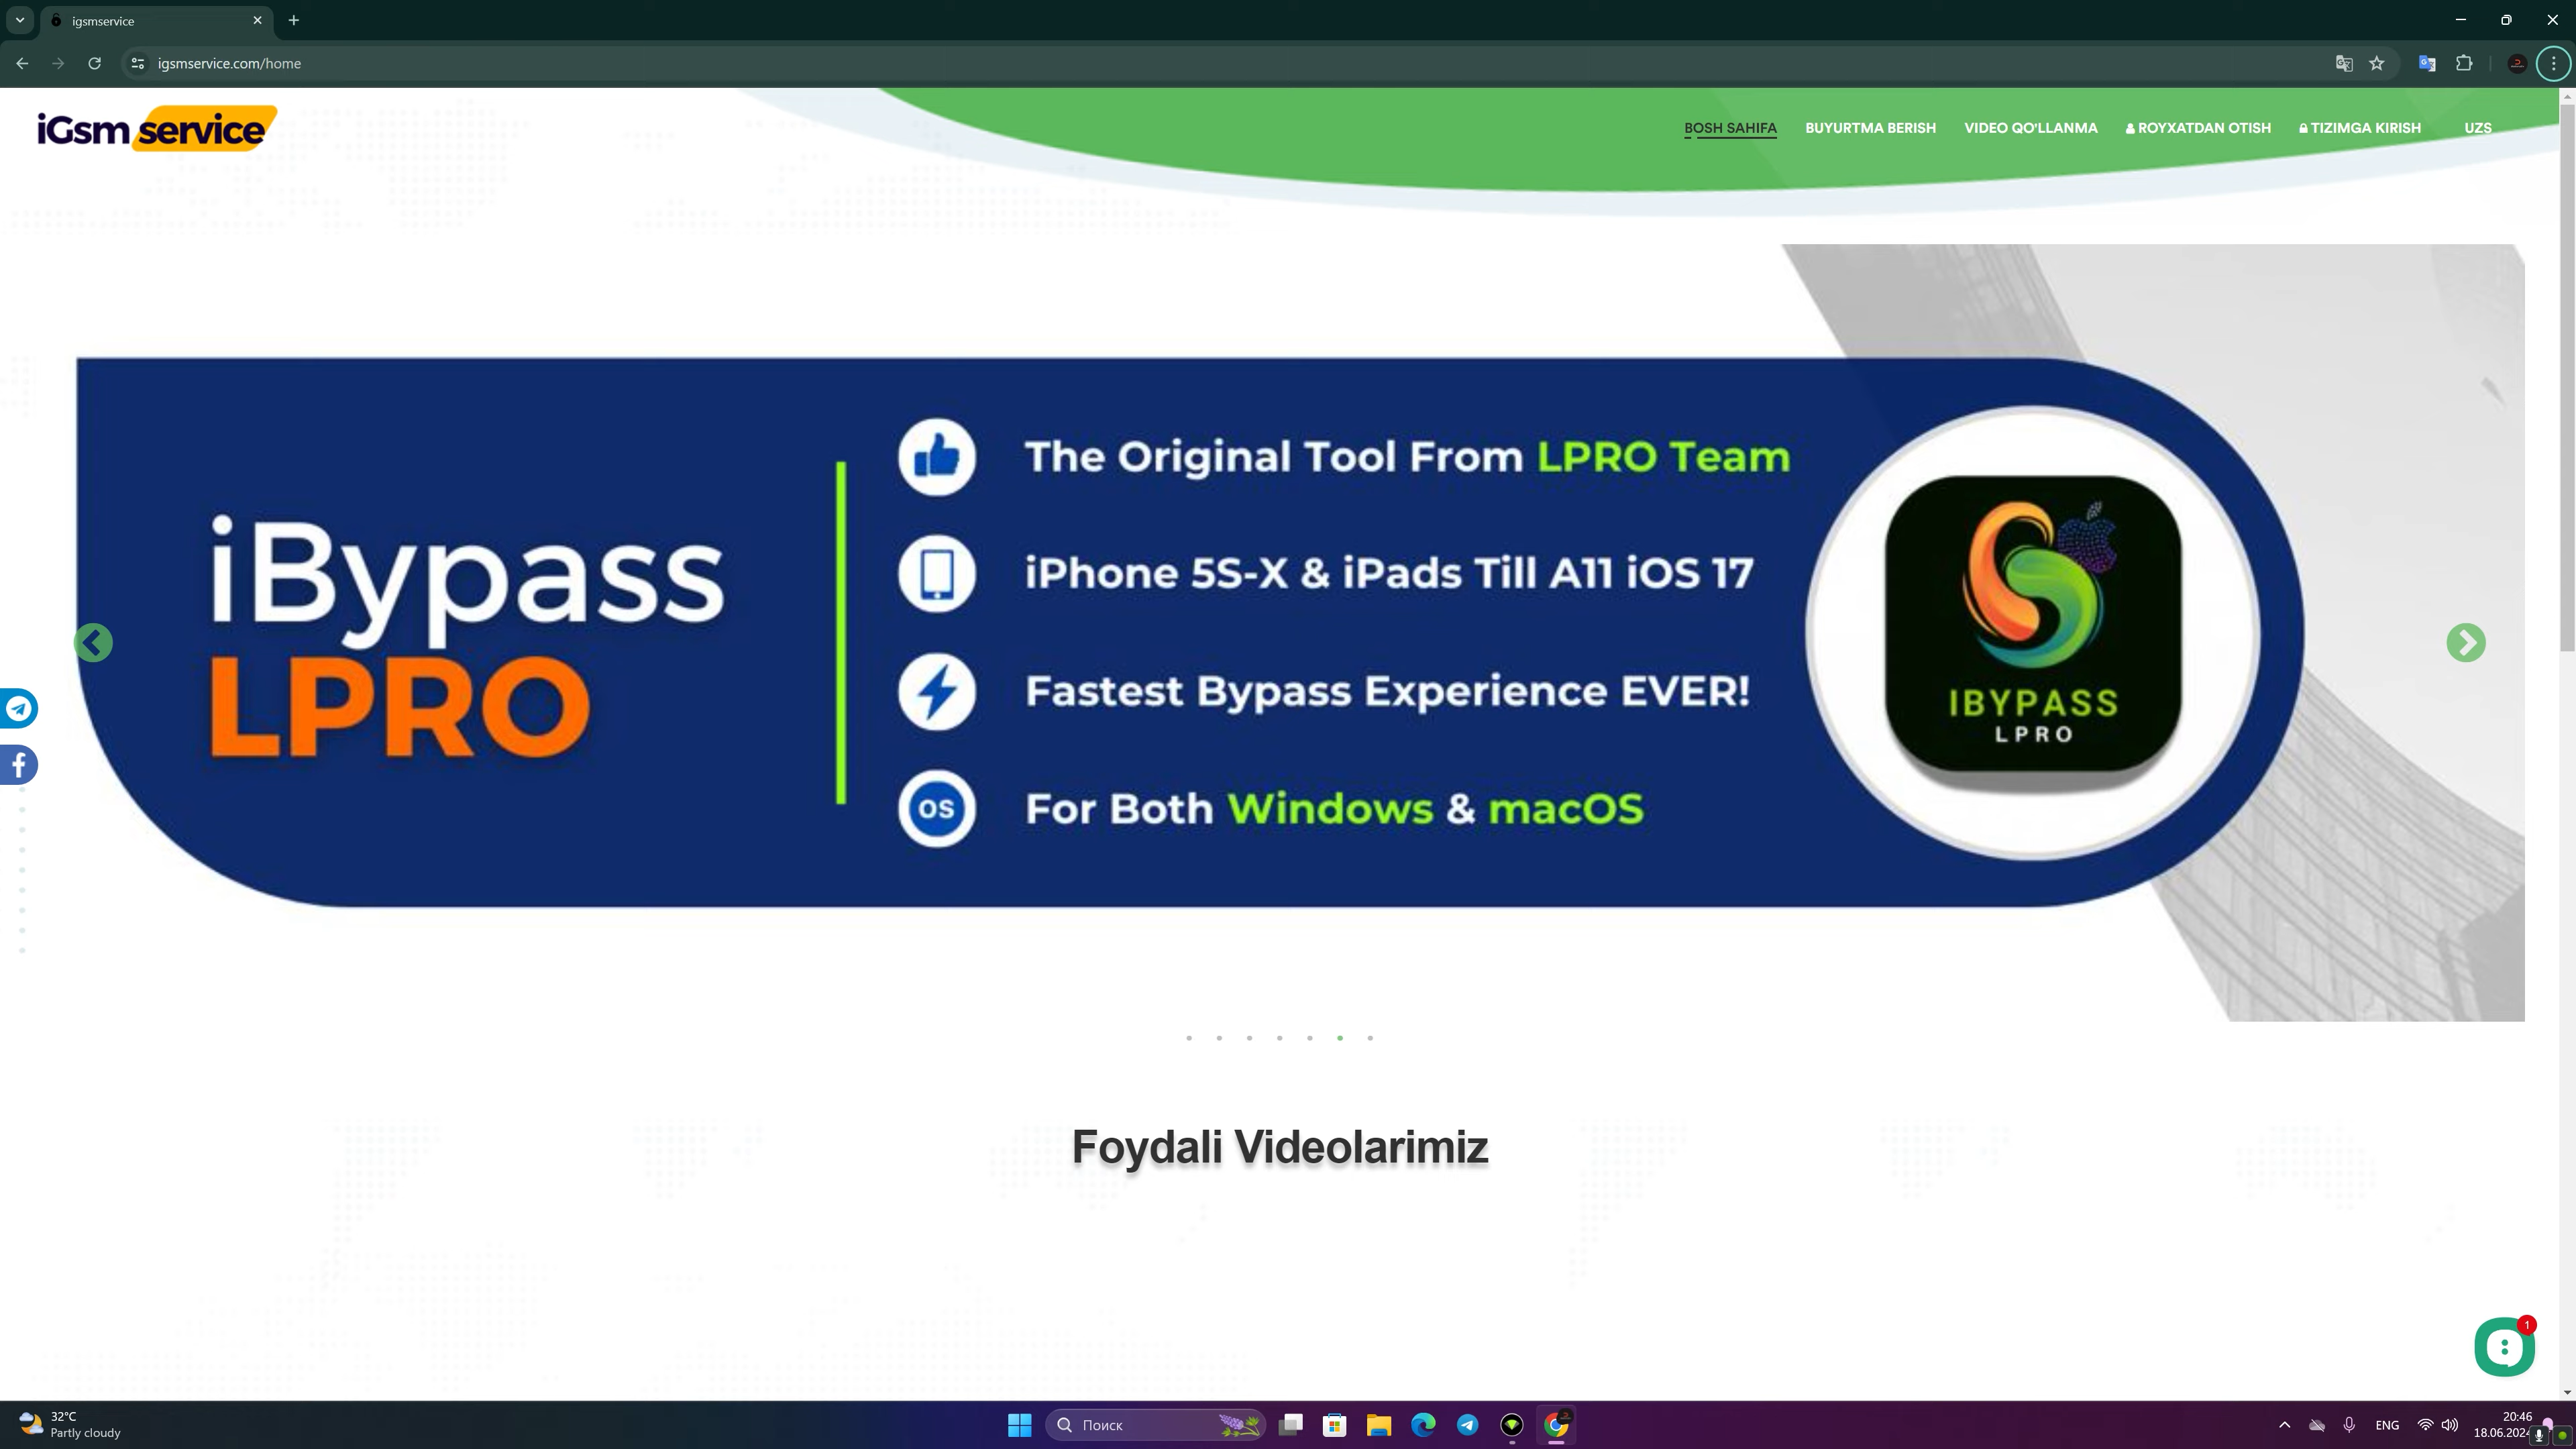 igsmservice
igsmservice.com/home
iGsm service
BOSH SAHIFA
BUYURTMA BERISH
VIDEO QO'LLANMA
ROYXATDAN OTISH
TIZIMGA KIRISH
UZS
iBypass
LPRO
The Original Tool From LPRO Team
iPhone 5S-X & iPads Till A11 iOS 17
Fastest Bypass Experience EVER!
OS
For Both Windows & macOS
IBYPASS
LPRO
Foydali Videolarimiz
1
32°C
Partly cloudy
Поиск
ENG
20:46
18.06.2024